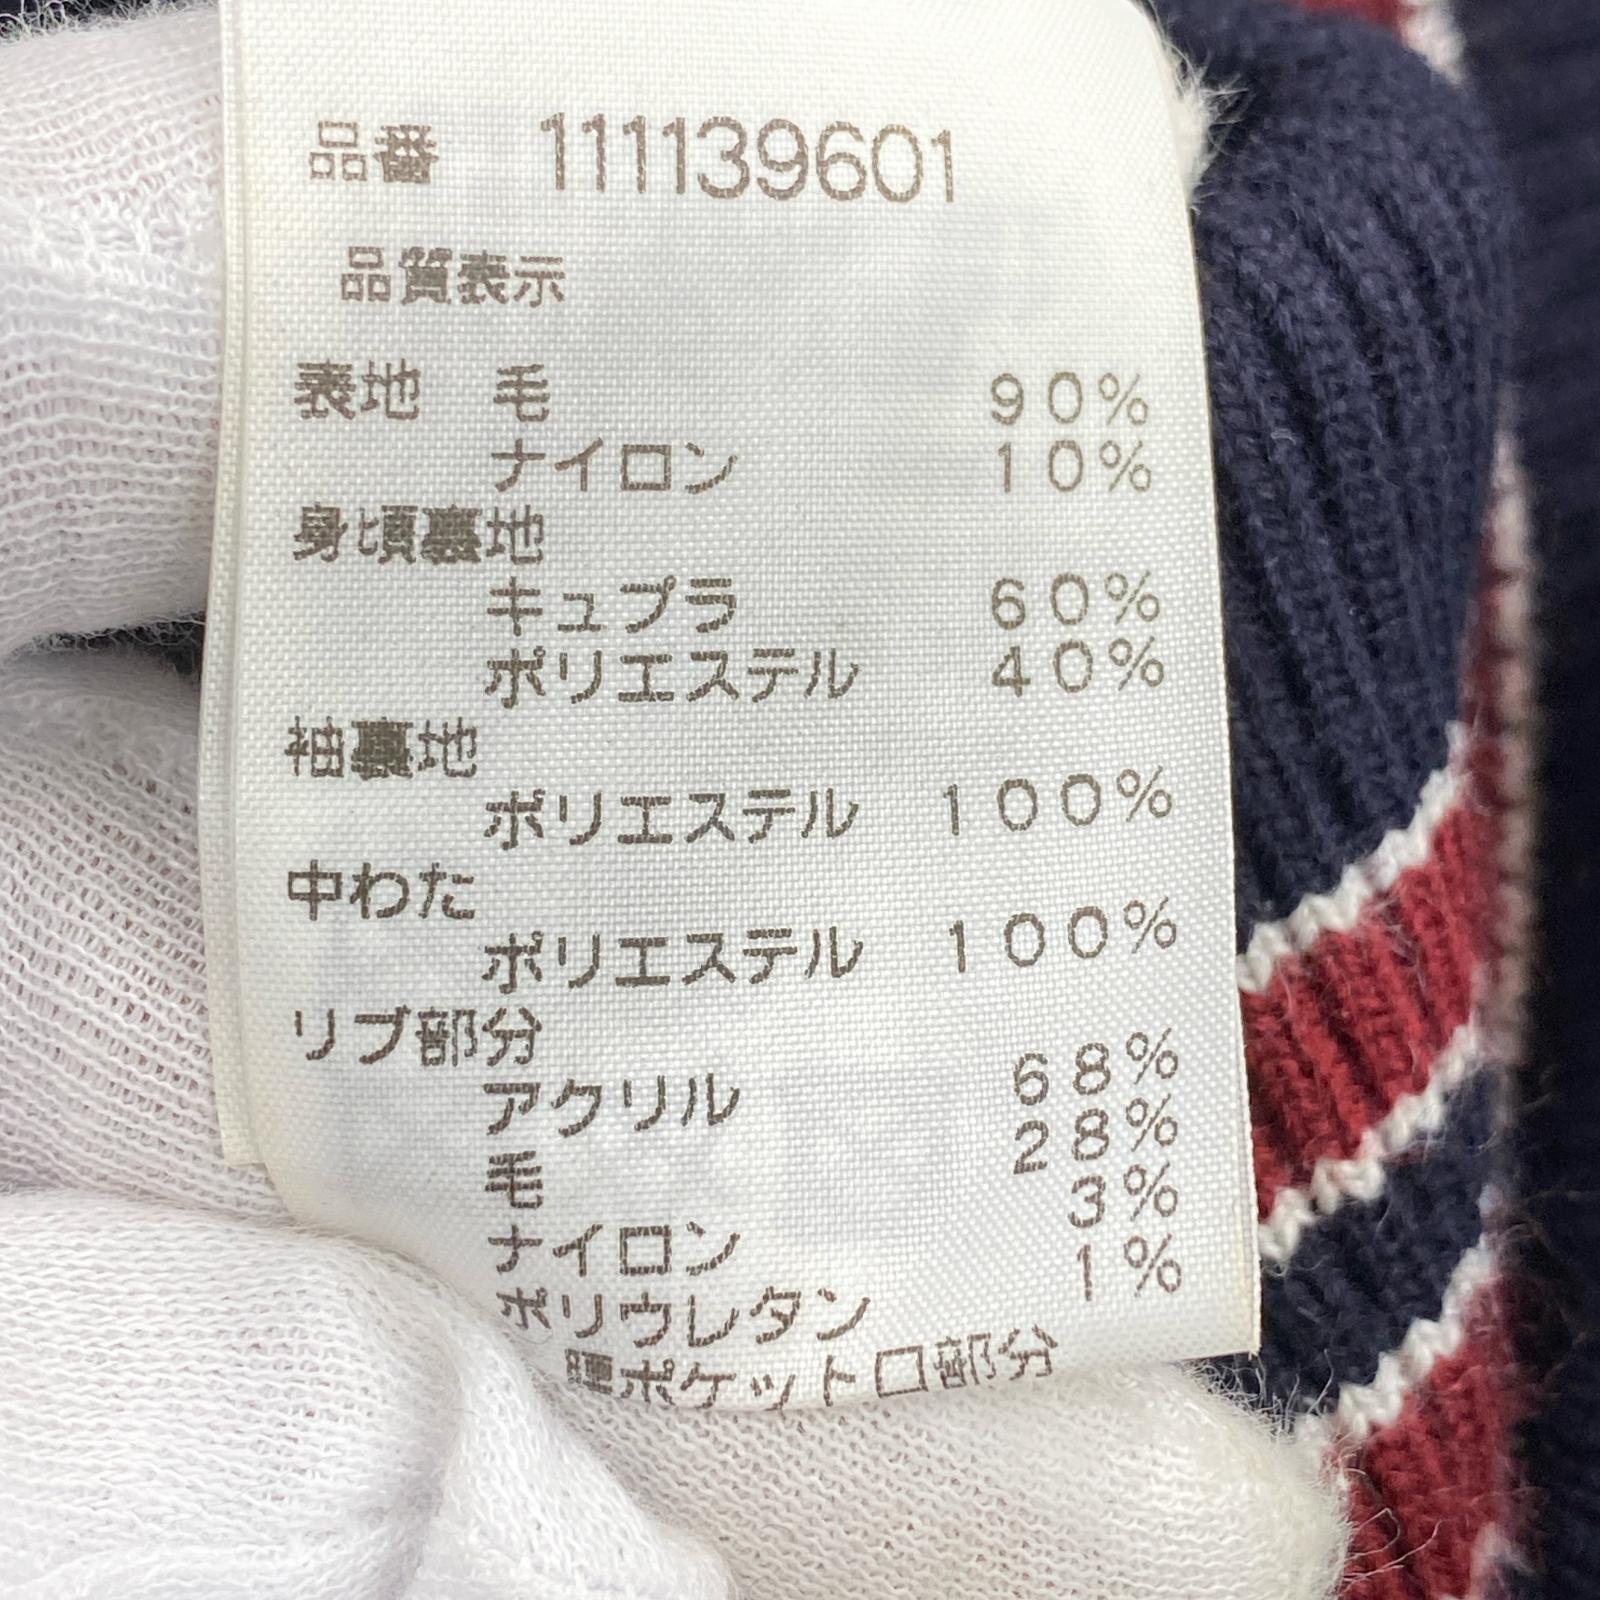 品番 111139601
品質表示
表地 毛 90%
ナイロン 10%
身頃裏地
キュプラ 60%
ポリエステル 40%
袖裏地
ポリエステル 100%
中わた
ポリエステル 100%
リブ部分
アクリル 68%
毛 28%
ナイロン 3%
ポリウレタン 1%
腰ポケット口部分